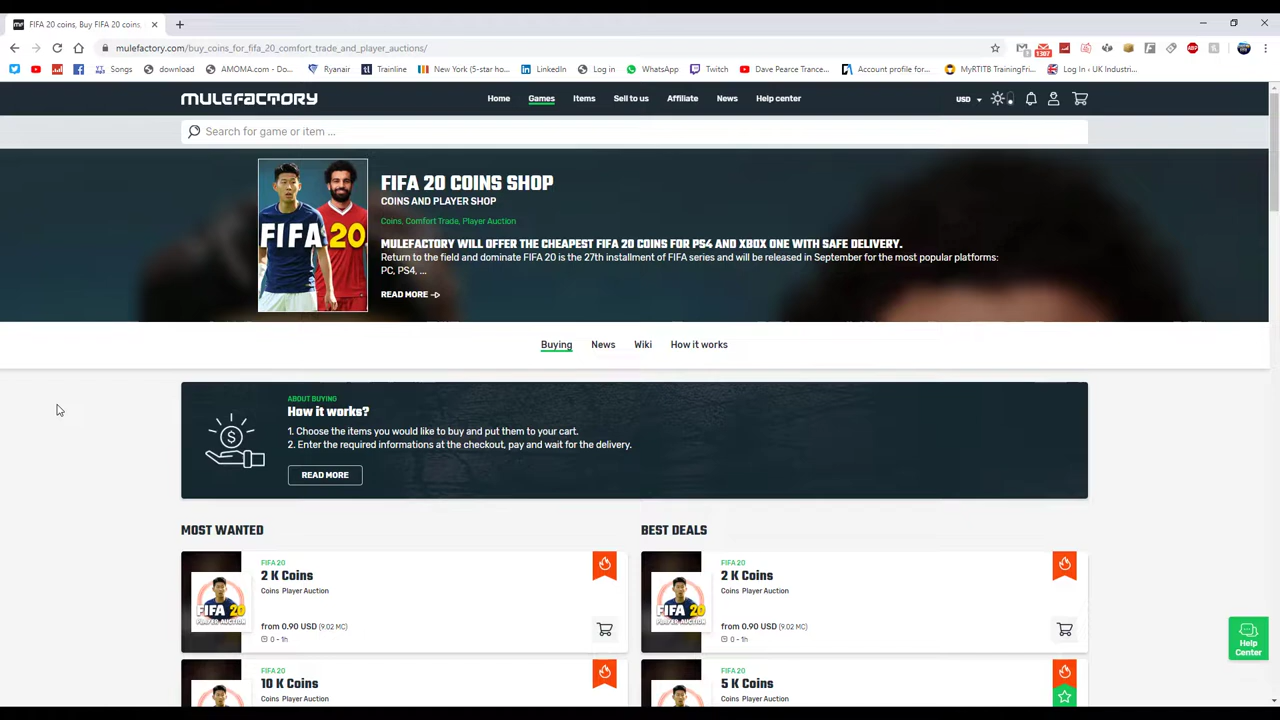 FIFA 20 coins, Buy FIFA 20 coins,
mulefactory.com/buy_coins_for_fifa_20_comfort_trade_and_player_auctions/
Songs download AMOMA.com - Do... Ryanair Trainline New York (5-star ho... LinkedIn Log in WhatsApp Twitch Dave Pearce Trance... Account profile for... MyRTITB TrainingFri... Log In ‹ UK Industri...
MULEFACTORY Home Games Items Sell to us Affiliate News Help center USD
Search for game or item ...
FIFA 20
FIFA 20 COINS SHOP
COINS AND PLAYER SHOP
Coins, Comfort Trade, Player Auction
MULEFACTORY WILL OFFER THE CHEAPEST FIFA 20 COINS FOR PS4 AND XBOX ONE WITH SAFE DELIVERY.
Return to the field and dominate FIFA 20 is the 27th installment of FIFA series and will be released in September for the most popular platforms:
PC, PS4, ...
READ MORE
Buying News Wiki How it works
ABOUT BUYING
How it works?
1. Choose the items you would like to buy and put them to your cart.
2. Enter the required informations at the checkout, pay and wait for the delivery.
READ MORE
MOST WANTED
FIFA 20
2 K Coins
Coins Player Auction
FIFA 20
PLAYER AUCTION
from 0.90 USD (9.02 MC)
0 - 1h
FIFA 20
10 K Coins
Coins Player Auction
BEST DEALS
FIFA 20
2 K Coins
Coins Player Auction
FIFA 20
PLAYER AUCTION
from 0.90 USD (9.02 MC)
0 - 1h
FIFA 20
5 K Coins
Coins Player Auction
Help
Center